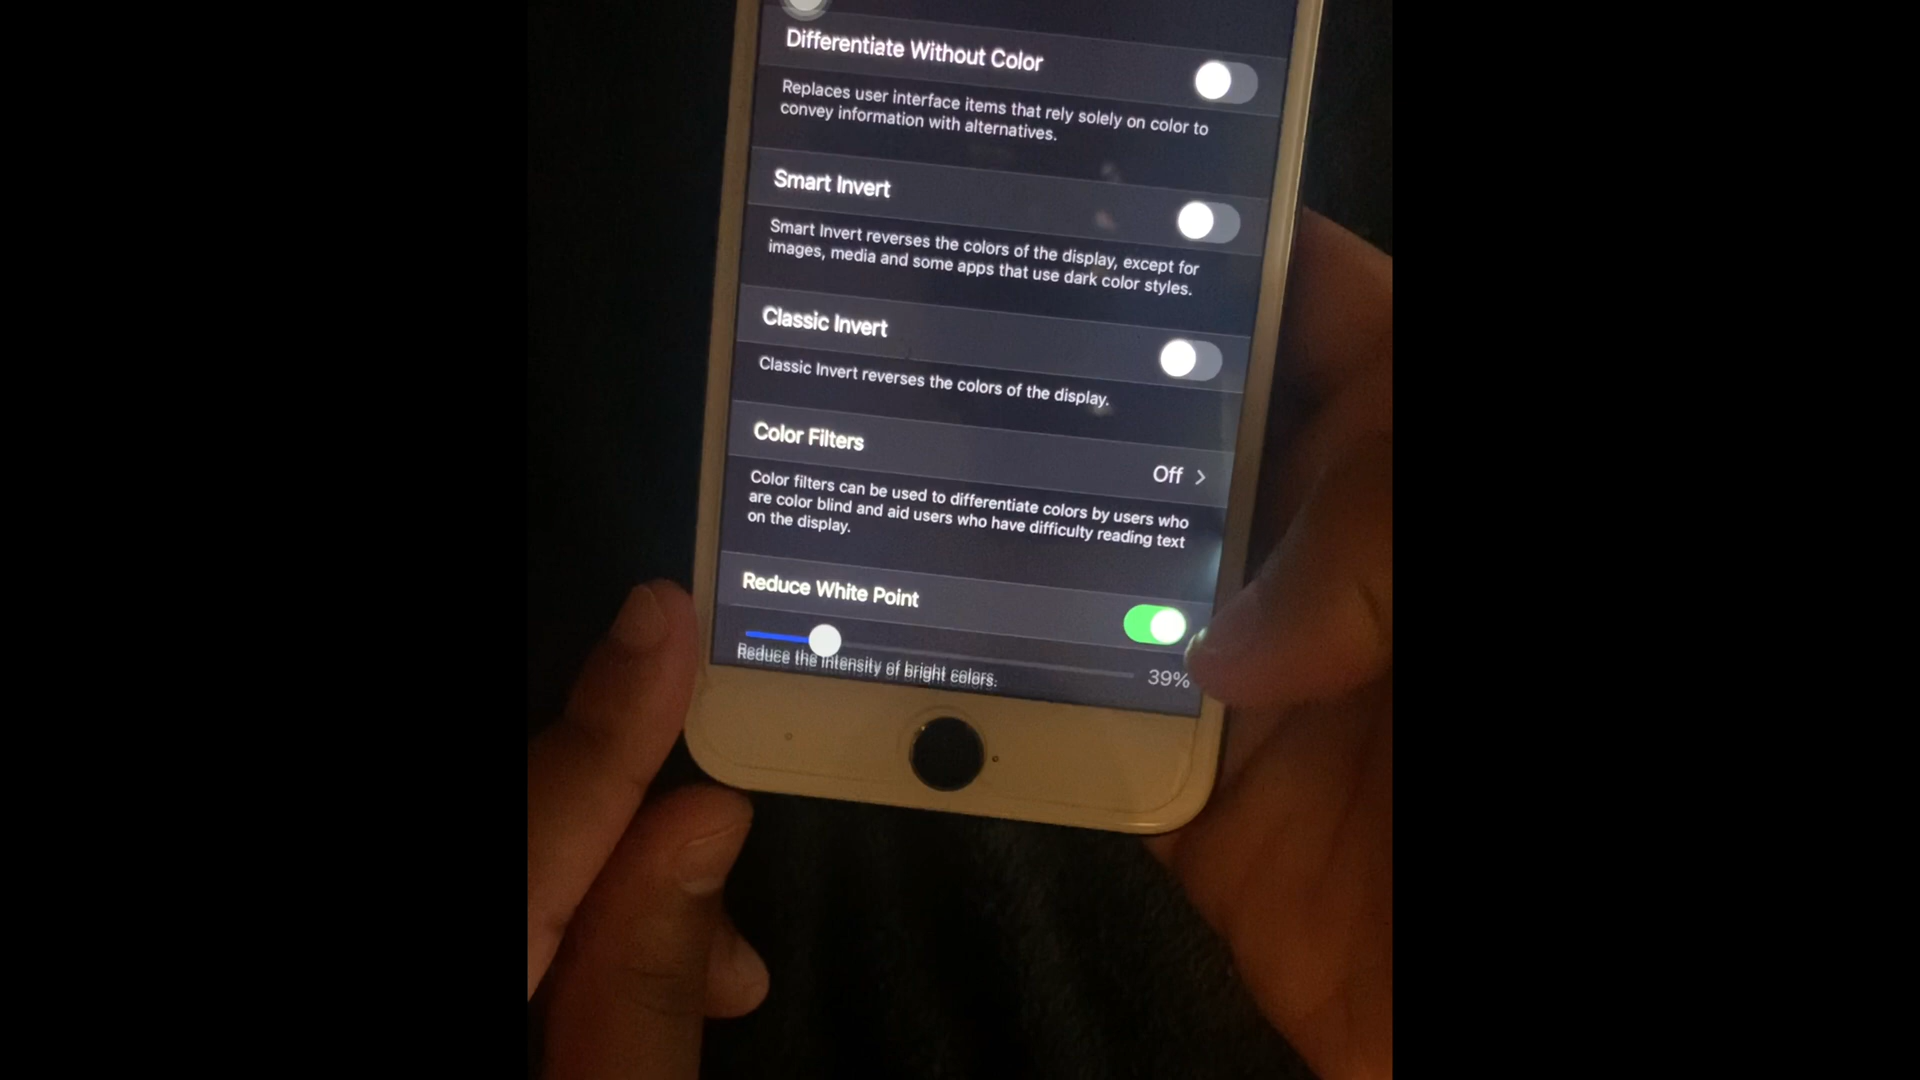 Differentiate Without Color
Replaces user interface items that rely solely on color to
convey information with alternatives.
Smart Invert
Smart Invert reverses the colors of the display, except for
images, media and some apps that use dark color styles.
Classic Invert
Classic Invert reverses the colors of the display.
Color Filters
Off
Color filters can be used to differentiate colors by users who
are color blind and aid users who have difficulty reading text
on the display.
Reduce White Point
39%
Reduce the intensity of bright colors.